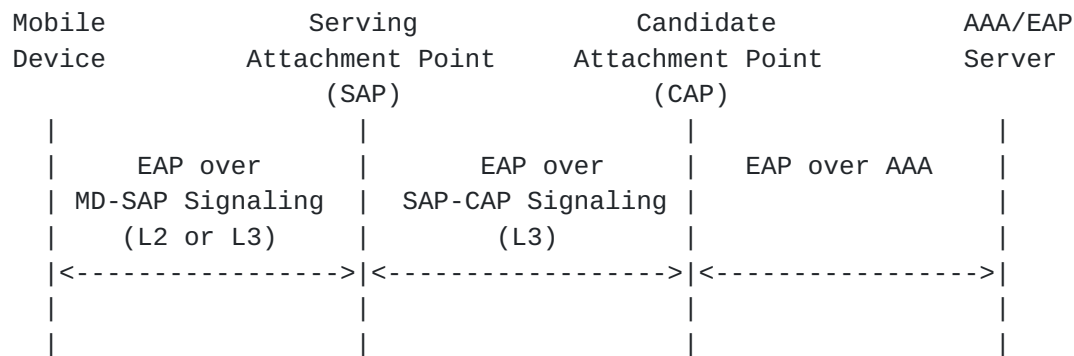 Mobile Serving Candidate AAA/EAP
Device Attachment Point Attachment Point Server
(SAP) (CAP)
EAP over EAP over EAP over AAA
MD-SAP Signaling SAP-CAP Signaling
(L2 or L3) (L3)